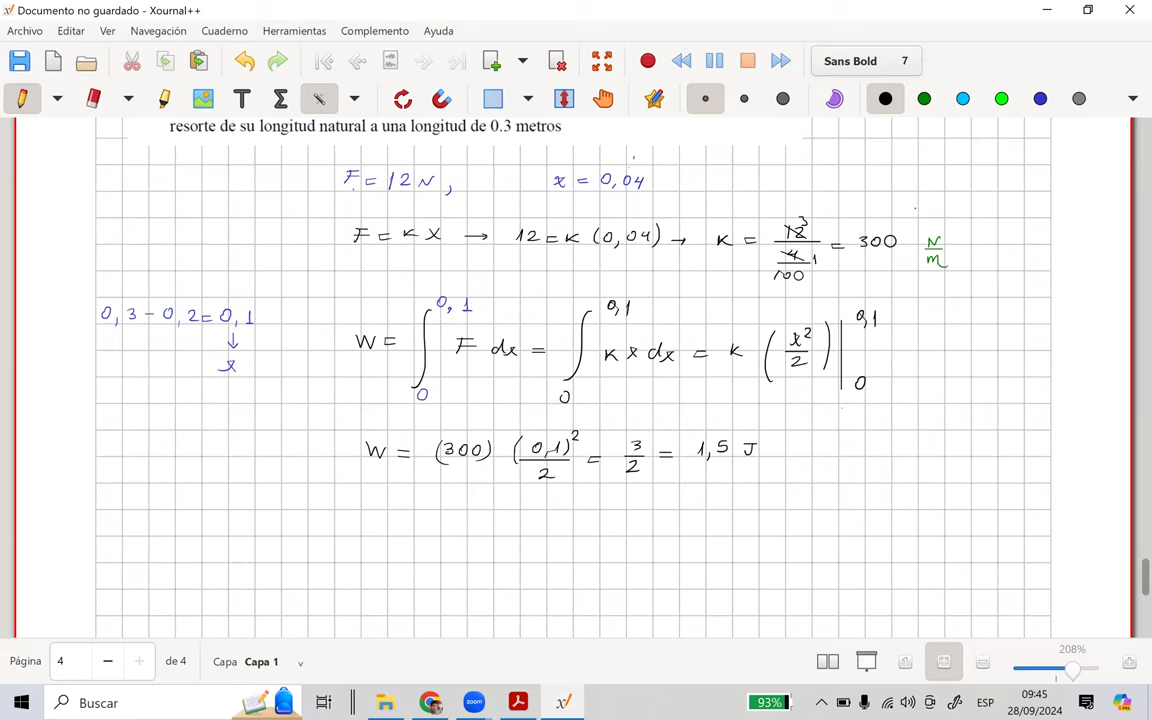 Documento no guardado - Xournal++
Archivo Editar Ver Navegación Cuaderno Herramientas Complemento Ayuda
Sans Bold 7
resorte de su longitud natural a una longitud de 0.3 metros
F = 12 N, x = 0,04
F = K X → 12 = K (0,04) → K = 12 3 / 4 1 / 100 = 300 N/m
0,3 - 0,2 = 0,1
↓
x
W = ∫₀^0,1 F dx = ∫₀^0,1 K x dx = K (x²/2) |₀^0,1
W = (300) (0,1)²/2 = 3/2 = 1,5 J
Página 4 de 4 Capa Capa 1 208%
Buscar zoom 93% ESP 09:45
28/09/2024